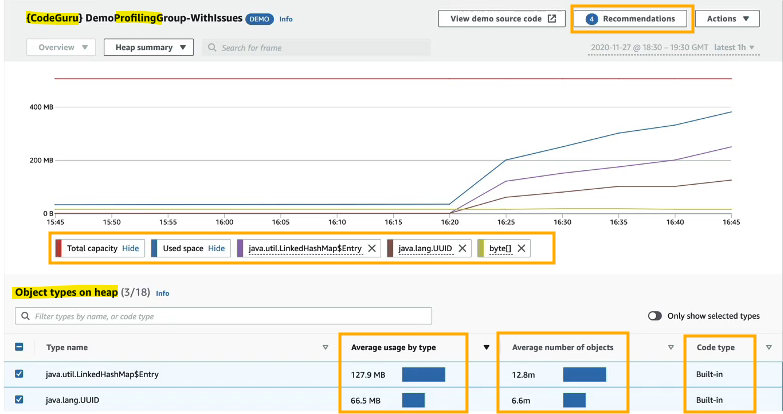 {CodeGuru} DemoProfilingGroup-WithIssues DEMO Info View demo source code 4 Recommendations Actions
Overview Heap summary Search for frame 2020-11-27 @ 18:30 - 19:30 GMT latest 1h
400 MB
200 MB
0 B
15:45 15:50 15:55 16:00 16:05 16:10 16:15 16:20 16:25 16:30 16:35 16:40 16:45
Total capacity Hide Used space Hide java.util.LinkedHashMap$Entry java.lang.UUID byte[]
Object types on heap (3/18) Info
Filter types by name, or code type Only show selected types
Type name Average usage by type Average number of objects Code type
java.util.LinkedHashMap$Entry 127.9 MB 12.8m Built-in
java.lang.UUID 66.5 MB 6.6m Built-in